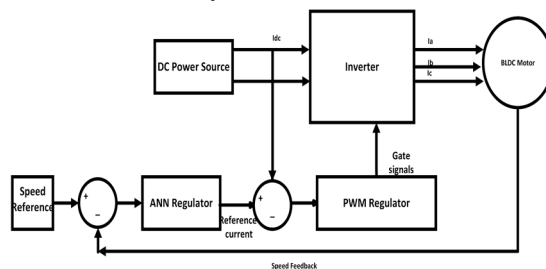 Idc
Ia
DC Power Source
Inverter
Ib
BLDC Motor
Ic
Gate
signals
Speed
Reference
+
−
ANN Regulator
Reference
current
+
−
PWM Regulator
Speed Feedback